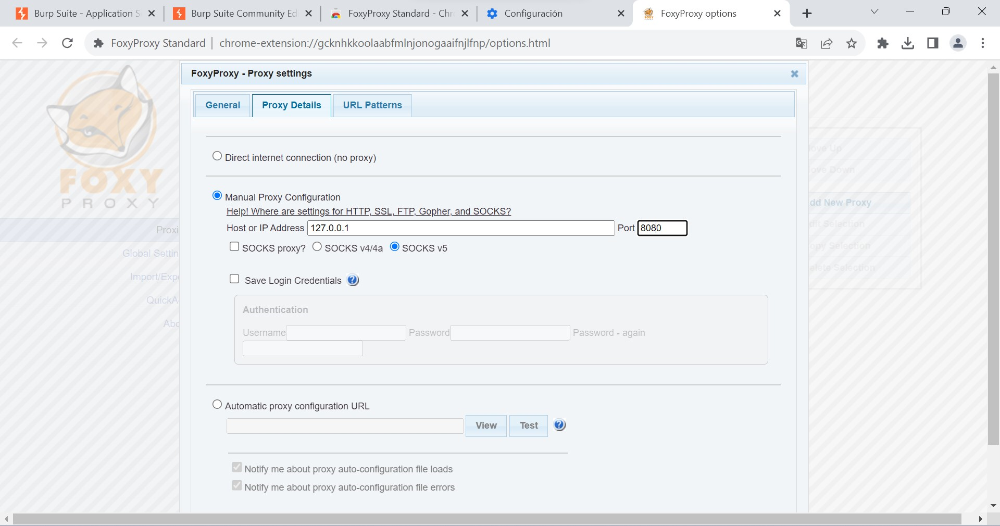 Burp Suite - Application S
Burp Suite Community Ed
FoxyProxy Standard - Chr
Configuración
FoxyProxy options
FoxyProxy Standard | chrome-extension://gcknhkkoolaabfmlnjonogaaifnjlfnp/options.html
FoxyProxy - Proxy settings
General
Proxy Details
URL Patterns
FOXY
PROXY
Direct internet connection (no proxy)
Manual Proxy Configuration
Help! Where are settings for HTTP, SSL, FTP, Gopher, and SOCKS?
Host or IP Address 127.0.0.1 Port 8080
SOCKS proxy? SOCKS v4/4a SOCKS v5
Save Login Credentials
Authentication
Username Password Password - again
Automatic proxy configuration URL
View Test
Notify me about proxy auto-configuration file loads
Notify me about proxy auto-configuration file errors
Proxi
Global Settin
Import/Expo
QuickA
Abo
ove Up
ove Down
dd New Proxy
dit Selection
opy Selection
elete Selection